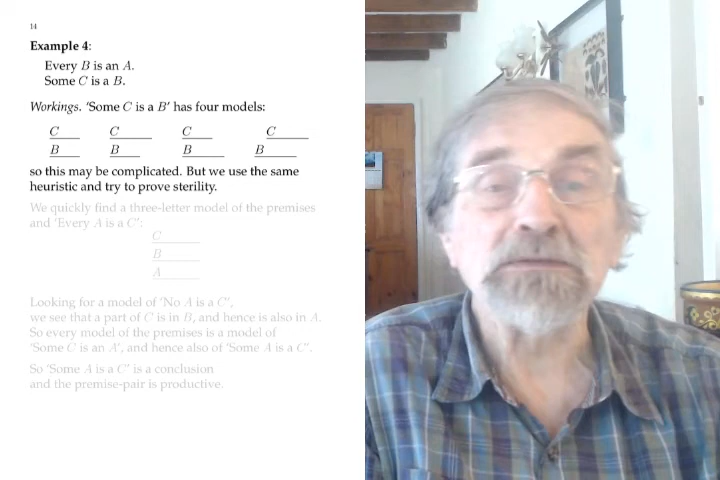 14
Example 4:
Every B is an A.
Some C is a B.
Workings. ‘Some C is a B’ has four models:
C C C C
B B B B
so this may be complicated. But we use the same
heuristic and try to prove sterility.
We quickly find a three-letter model of the premises
and ‘Every A is a C’:
C
B
A
Looking for a model of ‘No A is a C’,
we see that a part of C is in B, and hence is also in A.
So every model of the premises is a model of
‘Some C is an A’, and hence also of ‘Some A is a C’.
So ‘Some A is a C’ is a conclusion
and the premise-pair is productive.